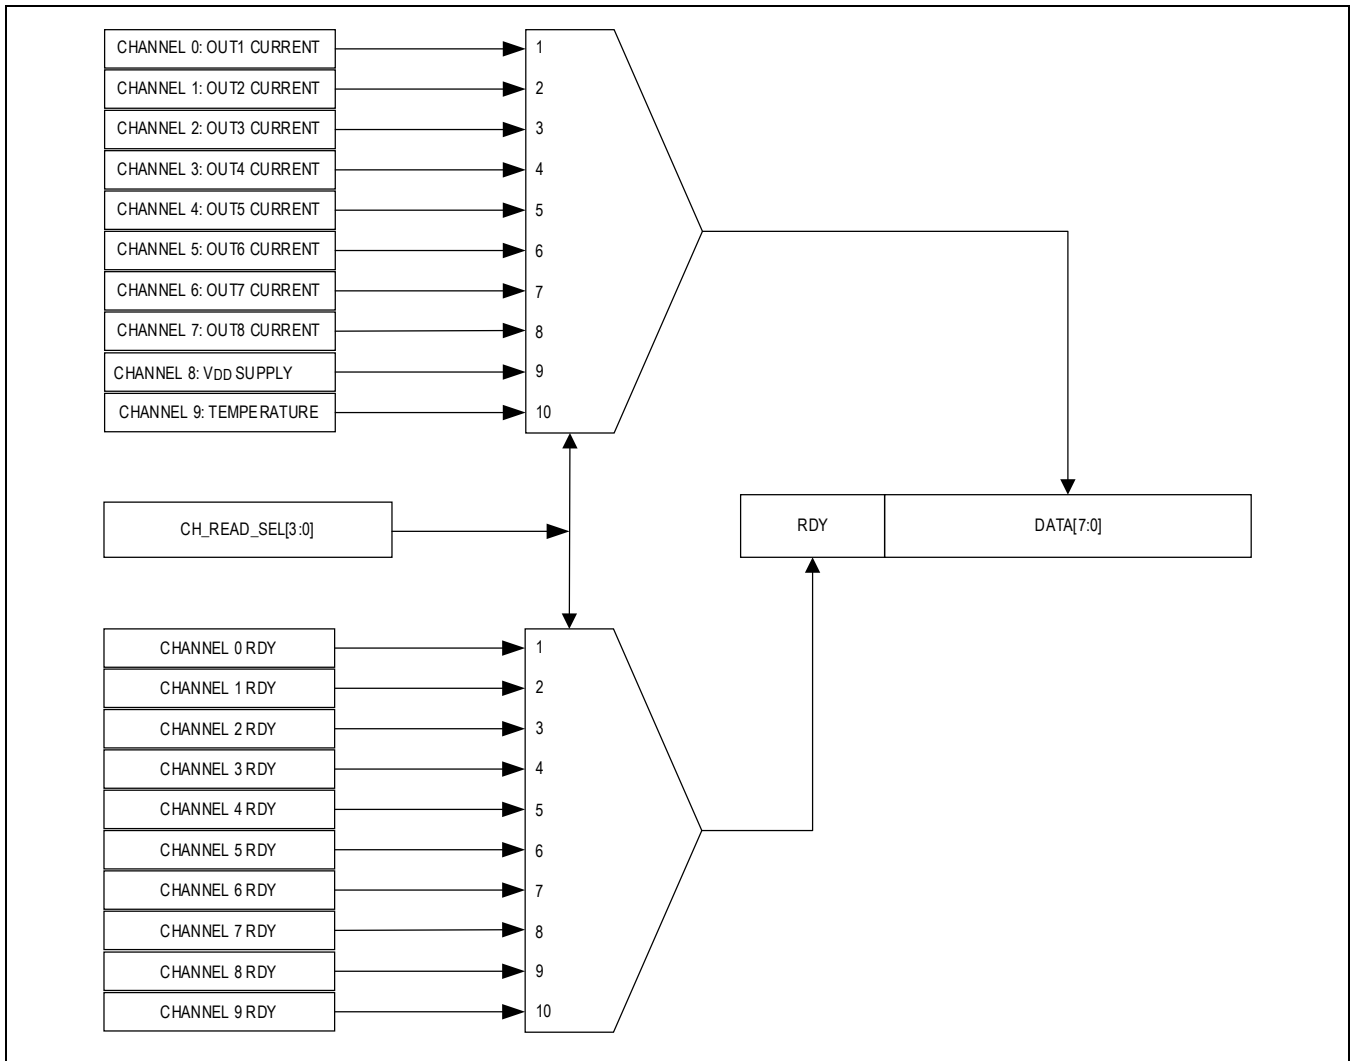 CHANNEL 0: OUT1 CURRENT 1
CHANNEL 1: OUT2 CURRENT 2
CHANNEL 2: OUT3 CURRENT 3
CHANNEL 3: OUT4 CURRENT 4
CHANNEL 4: OUT5 CURRENT 5
CHANNEL 5: OUT6 CURRENT 6
CHANNEL 6: OUT7 CURRENT 7
CHANNEL 7: OUT8 CURRENT 8
CHANNEL 8: VDD SUPPLY 9
CHANNEL 9: TEMPERATURE 10
CH_READ_SEL[3:0] RDY DATA[7:0]
CHANNEL 0 RDY 1
CHANNEL 1 RDY 2
CHANNEL 2 RDY 3
CHANNEL 3 RDY 4
CHANNEL 4 RDY 5
CHANNEL 5 RDY 6
CHANNEL 6 RDY 7
CHANNEL 7 RDY 8
CHANNEL 8 RDY 9
CHANNEL 9 RDY 10